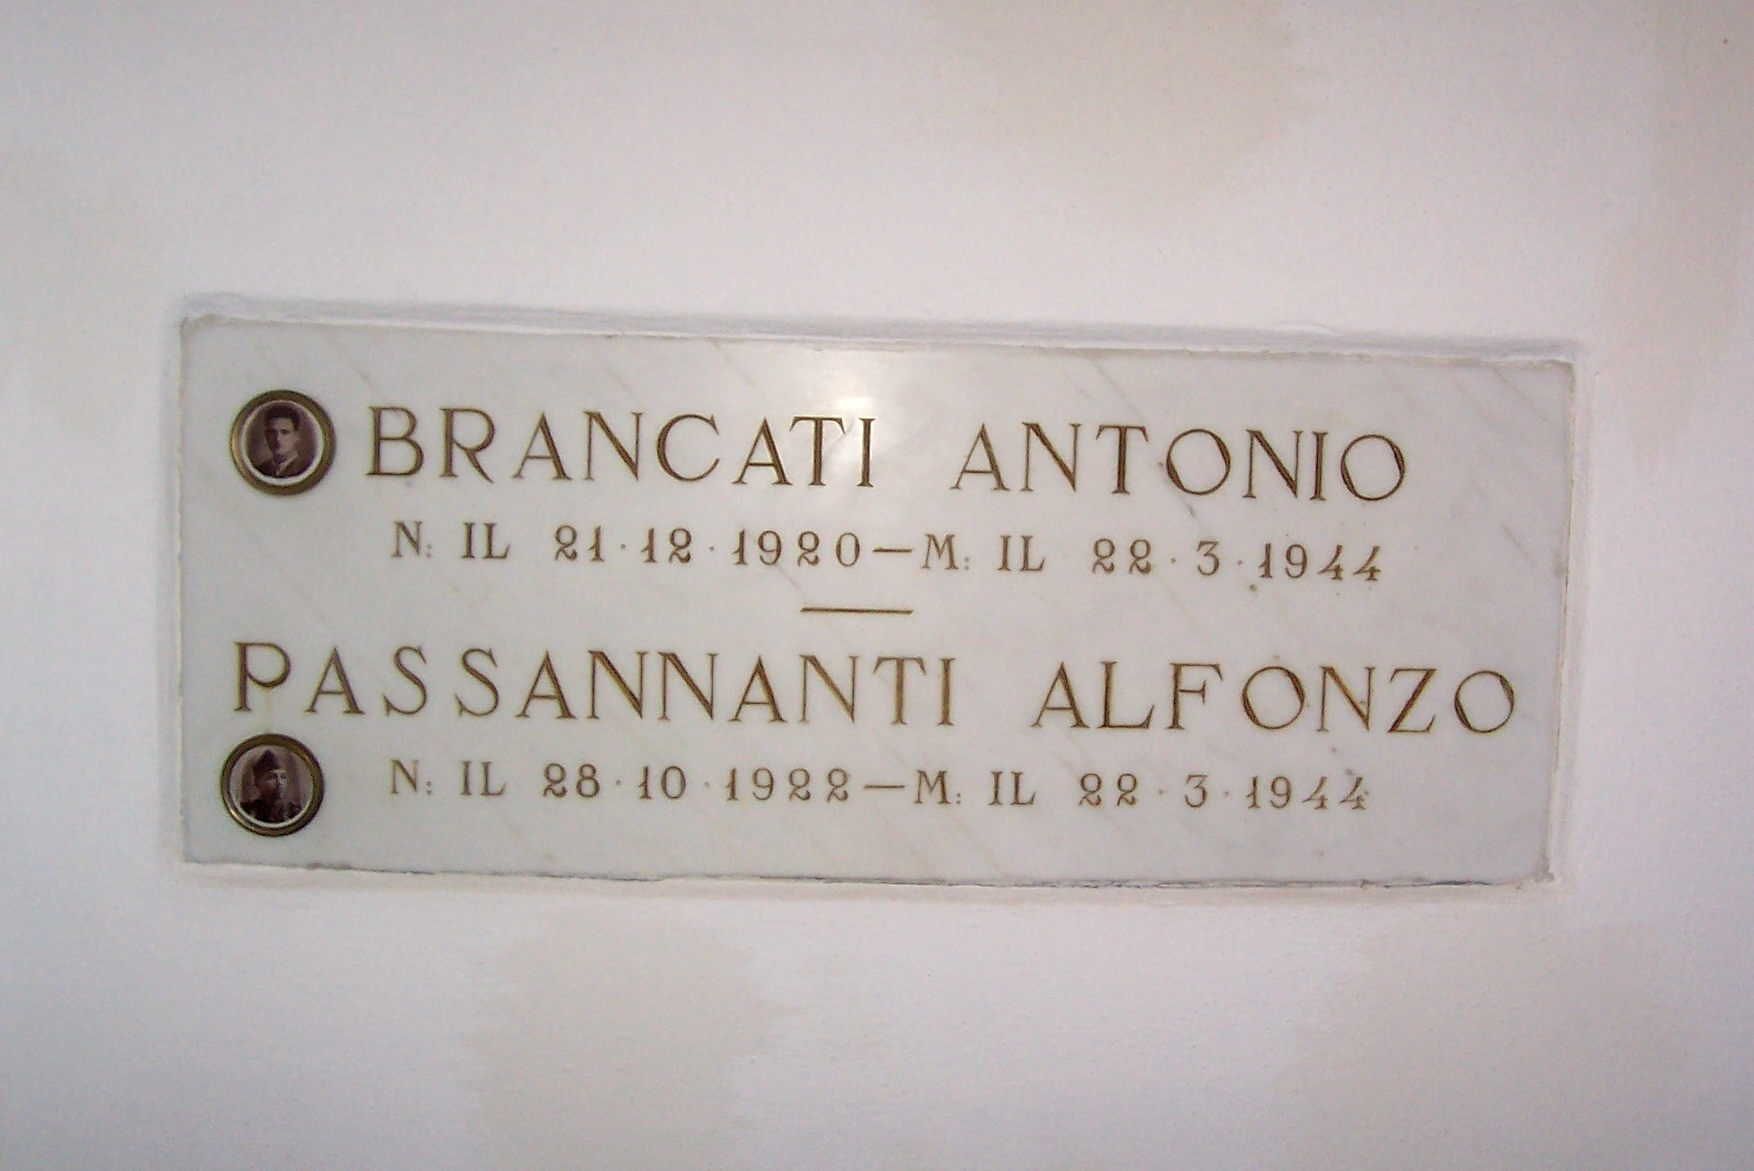 BRANCATI ANTONIO
N: IL 21·12·1920—M: IL 22·3·1944
PASSANNANTI ALFONZO
N: IL 28·10·1922—M: IL 22·3·1944